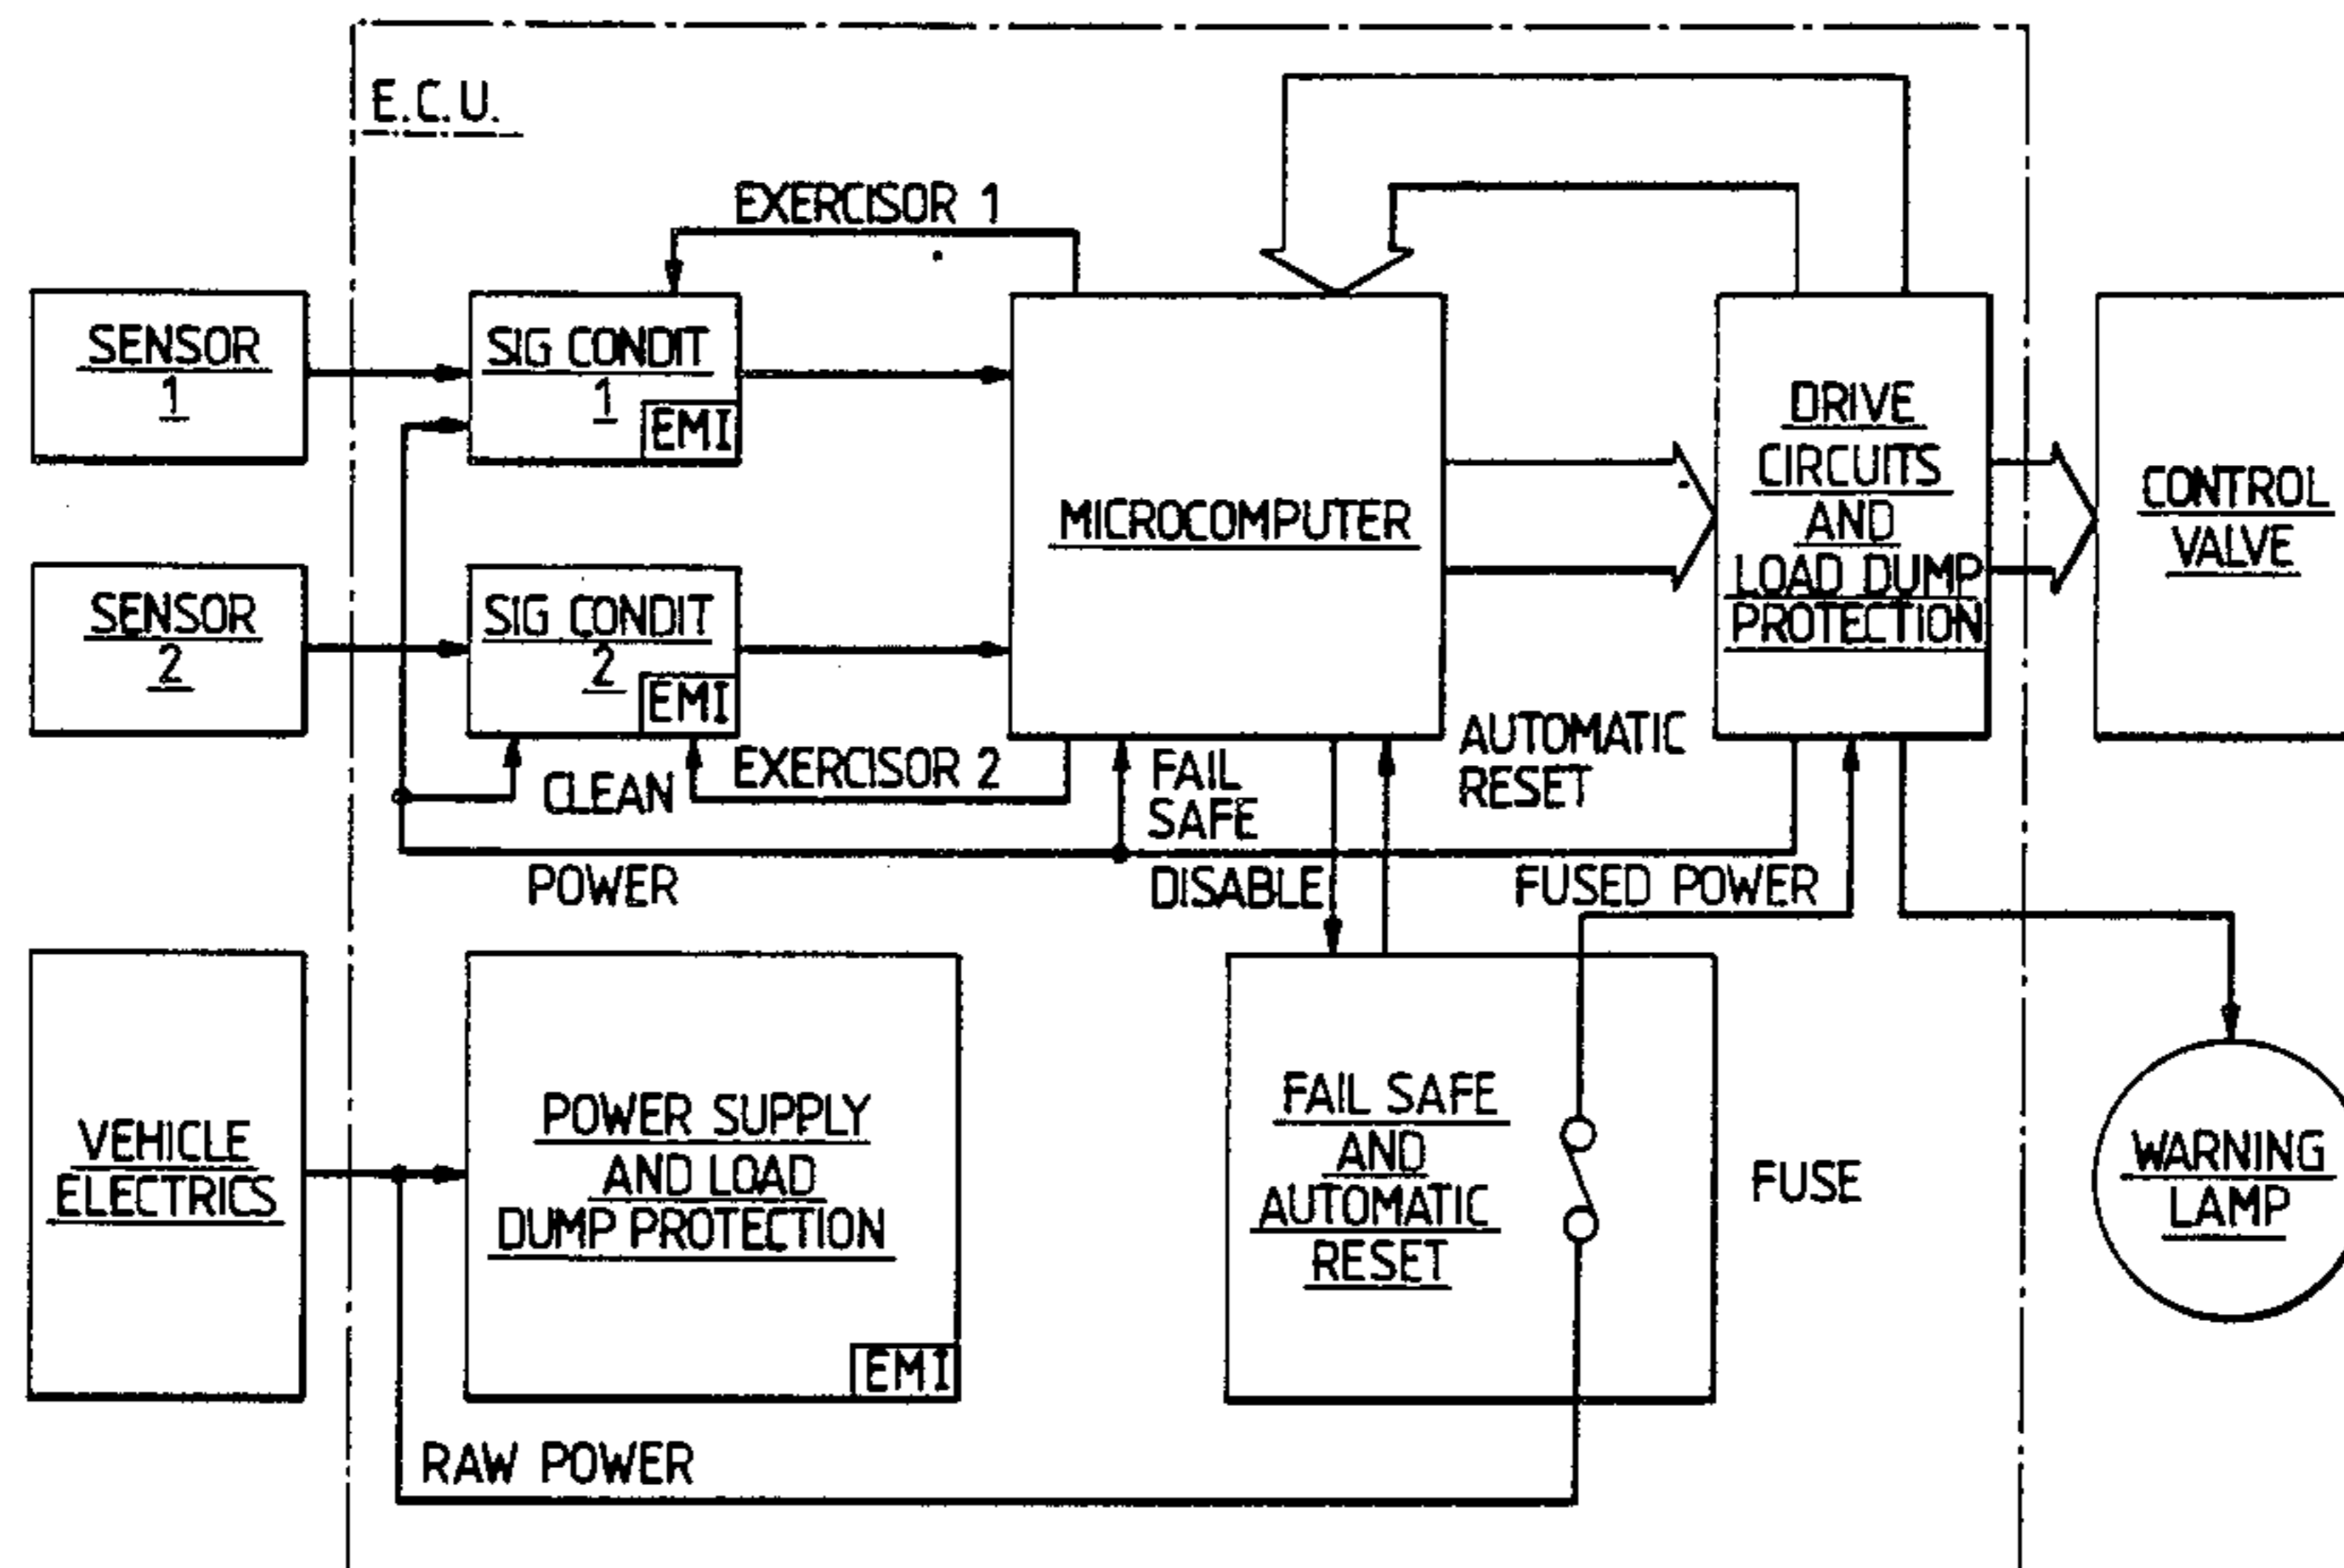 E.C.U.
EXERCISOR 1
SENSOR
1
SIG CONDIT
1
EMI
MICROCOMPUTER
DRIVE
CIRCUITS
AND
LOAD DUMP
PROTECTION
CONTROL
VALVE
SENSOR
2
SIG CONDIT
2
EMI
CLEAN
EXERCISOR 2
FAIL
SAFE
AUTOMATIC
RESET
POWER
DISABLE
FUSED POWER
VEHICLE
ELECTRICS
POWER SUPPLY
AND LOAD
DUMP PROTECTION
EMI
FAIL SAFE
AND
AUTOMATIC
RESET
FUSE
WARNING
LAMP
RAW POWER